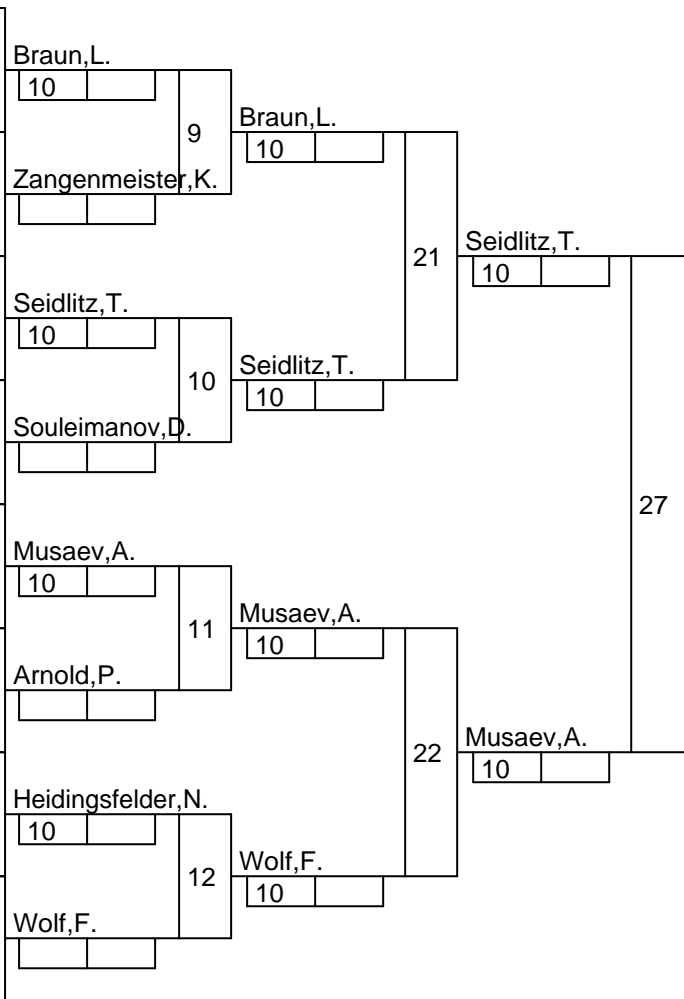 Braun,L.
10
9
Braun,L.
10
Zangenmeister,K.
21
Seidlitz,T.
10
Seidlitz,T.
10
10
Seidlitz,T.
10
Souleimanov,D.
27
Musaev,A.
10
11
Musaev,A.
10
Arnold,P.
22
Musaev,A.
10
Heidingsfelder,N.
10
12
Wolf,F.
10
Wolf,F.